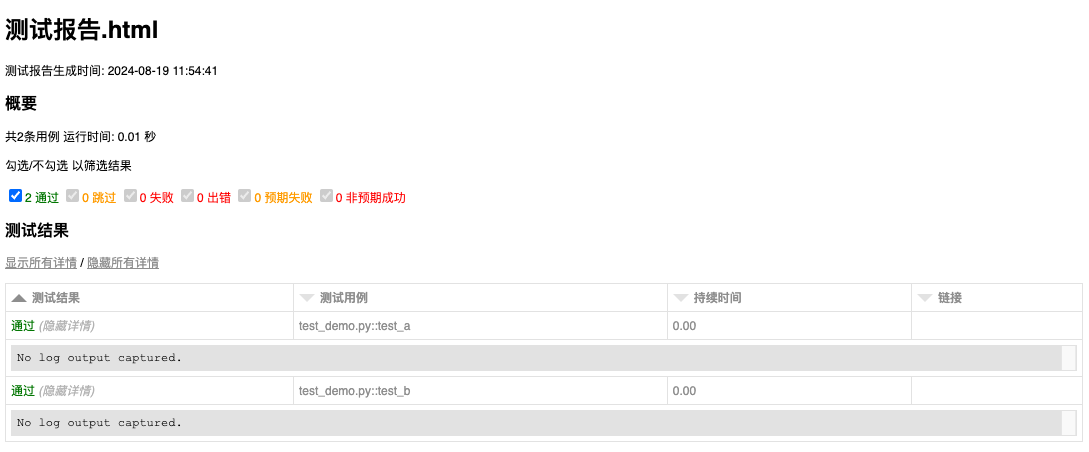 测试报告.html
测试报告生成时间: 2024-08-19 11:54:41
概要
共2条用例 运行时间: 0.01 秒
勾选/不勾选 以筛选结果
2 通过 0 跳过 0 失败 0 出错 0 预期失败 0 非预期成功
测试结果
显示所有详情 / 隐藏所有详情
测试结果 测试用例 持续时间 链接
通过 (隐藏详情) test_demo.py::test_a 0.00
No log output captured.
通过 (隐藏详情) test_demo.py::test_b 0.00
No log output captured.